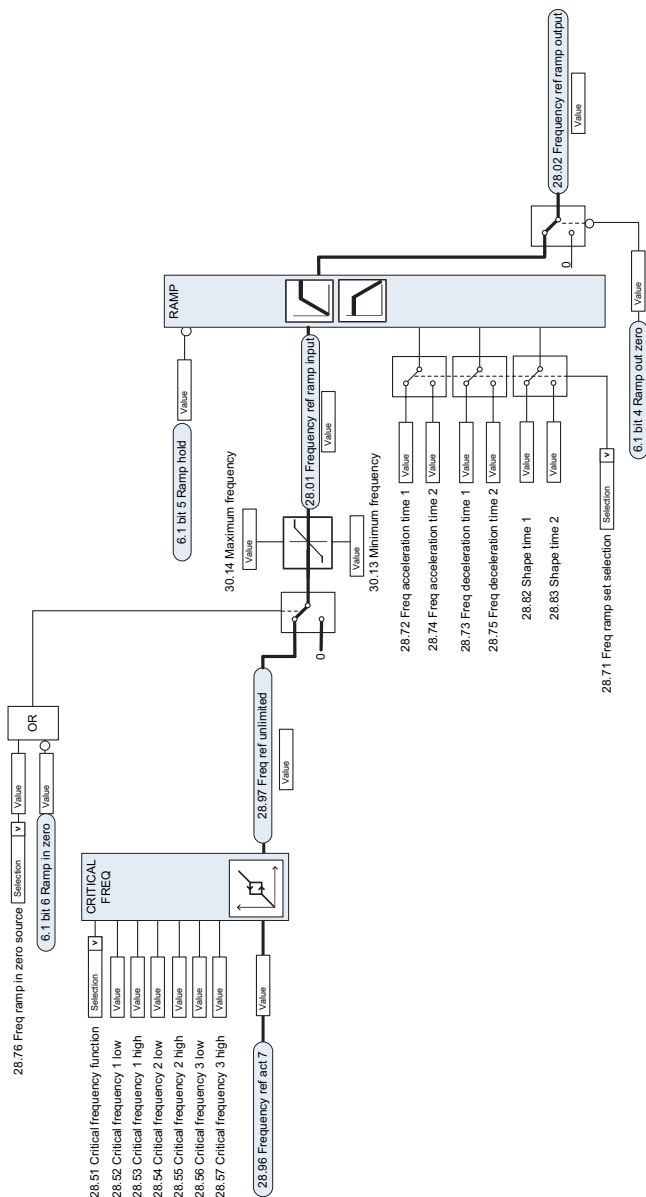 28.76 Freq ramp in zero source Selection v Value
6.1 bit 6 Ramp in zero Value
OR
CRITICAL
FREQ
28.51 Critical frequency function Selection v
28.52 Critical frequency 1 low Value
28.53 Critical frequency 1 high Value
28.54 Critical frequency 2 low Value
28.55 Critical frequency 2 high Value
28.56 Critical frequency 3 low Value
28.57 Critical frequency 3 high Value
28.96 Frequency ref act 7 Value
28.97 Freq ref unlimited
Value
0
30.14 Maximum frequency
Value
Value
30.13 Minimum frequency
28.01 Frequency ref ramp input
Value
6.1 bit 5 Ramp hold Value
RAMP
28.72 Freq acceleration time 1 Value
28.74 Freq acceleration time 2 Value
28.73 Freq deceleration time 1 Value
28.75 Freq deceleration time 2 Value
28.82 Shape time 1 Value
28.83 Shape time 2 Value
28.71 Freq ramp set selection Selection v
0
6.1 bit 4 Ramp out zero Value
28.02 Frequency ref ramp output
Value